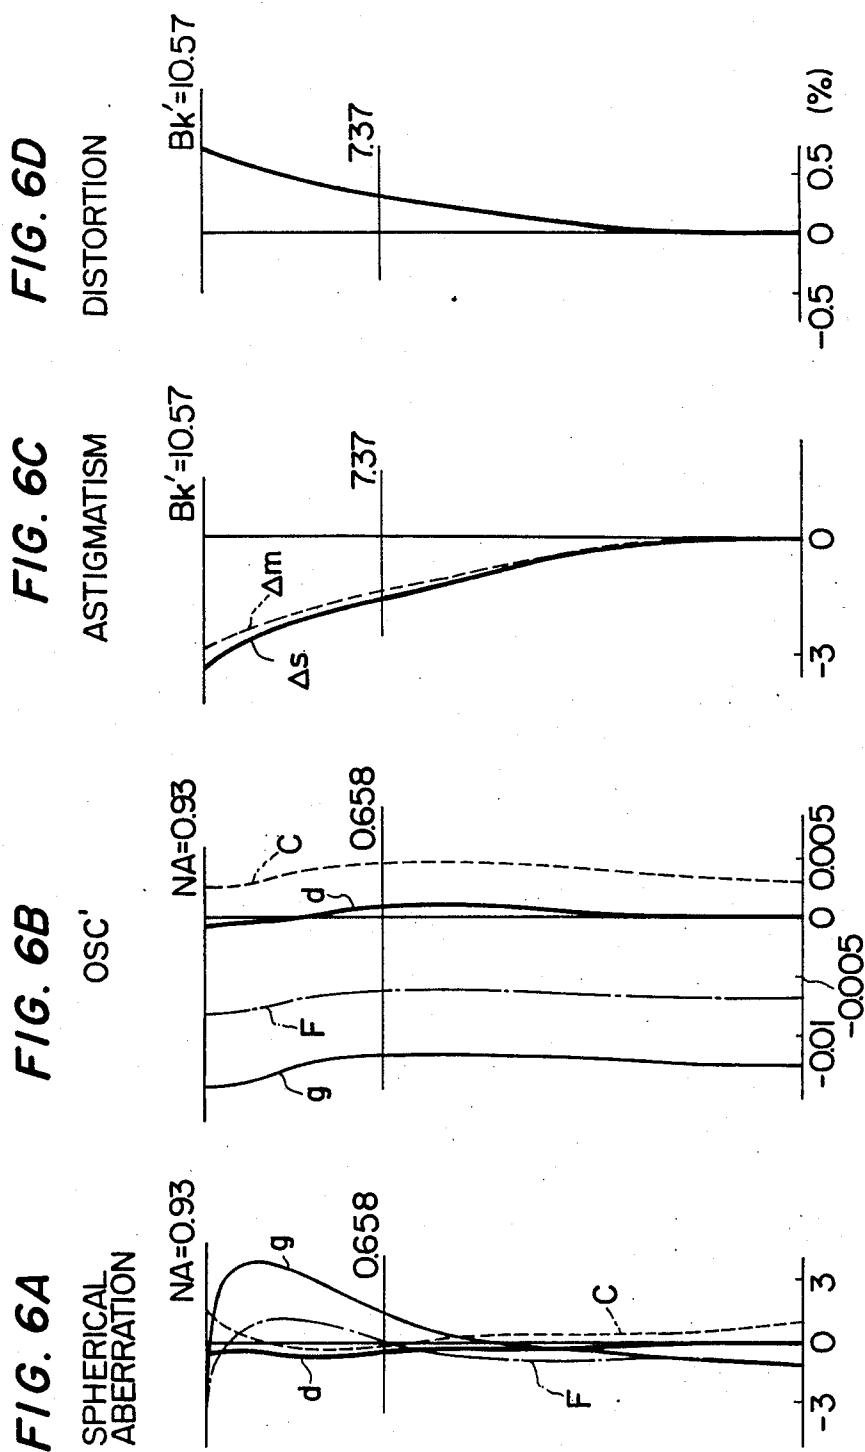 FIG. 6A
SPHERICAL
ABERRATION
NA=0.93
g
0.658
d
C
F
-3
0
3
FIG. 6B
OSC'
NA=0.93
C
0.658
d
F
g
-0.01
-0.005
0
0.005
FIG. 6C
ASTIGMATISM
Bk'=10.57
7.37
Δm
Δs
-3
0
FIG. 6D
DISTORTION
Bk'=10.57
7.37
-0.5
0
0.5
(%)